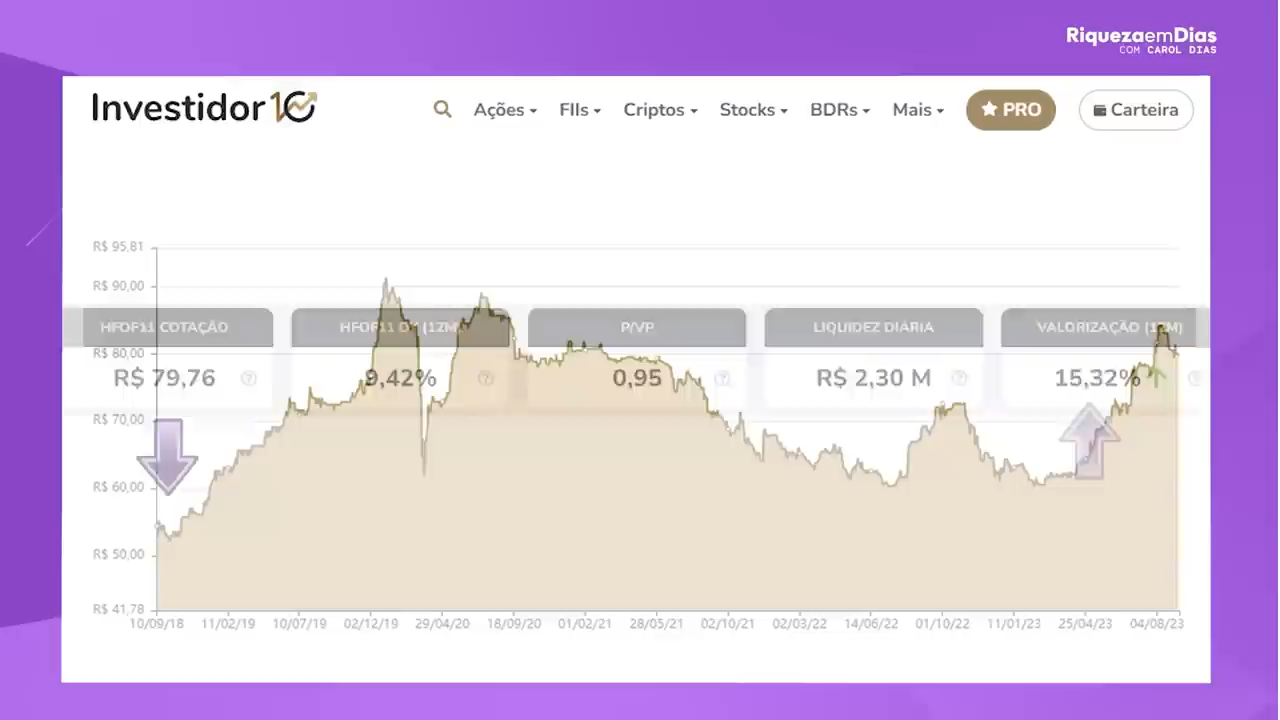 RiquezaemDias
COM CAROL DIAS
Investidor10
Ações
FIIs
Criptos
Stocks
BDRs
Mais
PRO
Carteira
R$ 95,81
R$ 90,00
R$ 80,00
R$ 70,00
R$ 60,00
R$ 50,00
R$ 41,78
HFOF11 COTAÇÃO
HFOF11 DY (12M)
P/VP
LIQUIDEZ DIÁRIA
VALORIZAÇÃO (12M)
R$ 79,76
9,42%
0,95
R$ 2,30 M
15,32%
10/09/18
11/02/19
10/07/19
02/12/19
29/04/20
18/09/20
01/02/21
28/05/21
02/10/21
02/03/22
14/06/22
01/10/22
11/01/23
25/04/23
04/08/23